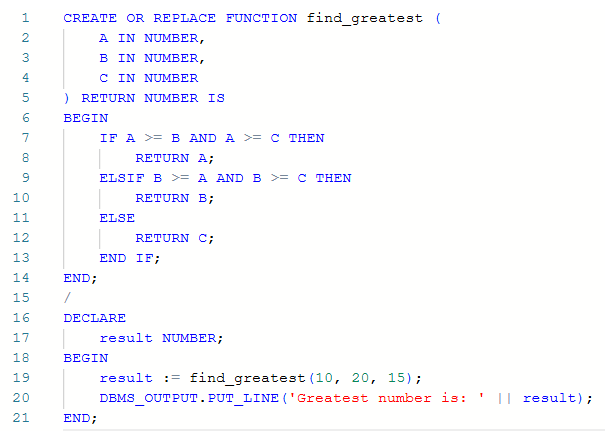 1 CREATE OR REPLACE FUNCTION find_greatest (
2 A IN NUMBER,
3 B IN NUMBER,
4 C IN NUMBER
5 ) RETURN NUMBER IS
6 BEGIN
7 IF A >= B AND A >= C THEN
8 RETURN A;
9 ELSIF B >= A AND B >= C THEN
10 RETURN B;
11 ELSE
12 RETURN C;
13 END IF;
14 END;
15 /
16 DECLARE
17 result NUMBER;
18 BEGIN
19 result := find_greatest(10, 20, 15);
20 DBMS_OUTPUT.PUT_LINE('Greatest number is: ' || result);
21 END;